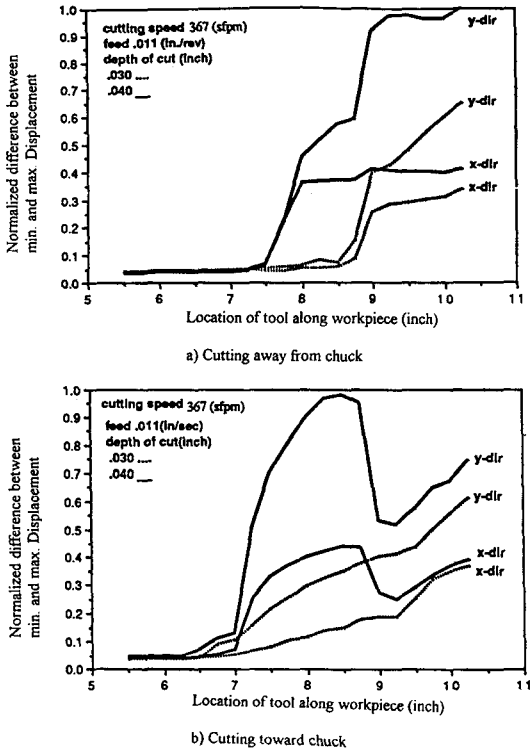 Normalized difference between
min. and max. Displacement
1.0
0.9
0.8
0.7
0.6
0.5
0.4
0.3
0.2
0.1
0.0
cutting speed 367 (sfpm)
feed .011 (in./rev)
depth of cut (inch)
.030 ....
.040 __
y-dir
y-dir
x-dir
x-dir
5 6 7 8 9 10 11
Location of tool along workpiece (inch)
a) Cutting away from chuck
Normalized difference between
min. and max. Displacement
1.0
0.9
0.8
0.7
0.6
0.5
0.4
0.3
0.2
0.1
0.0
cutting speed 367 (sfpm)
feed .011(in/sec)
depth of cut(inch)
.030 ....
.040 __
y-dir
y-dir
x-dir
x-dir
5 6 7 8 9 10 11
Location of tool along workpiece (inch)
b) Cutting toward chuck